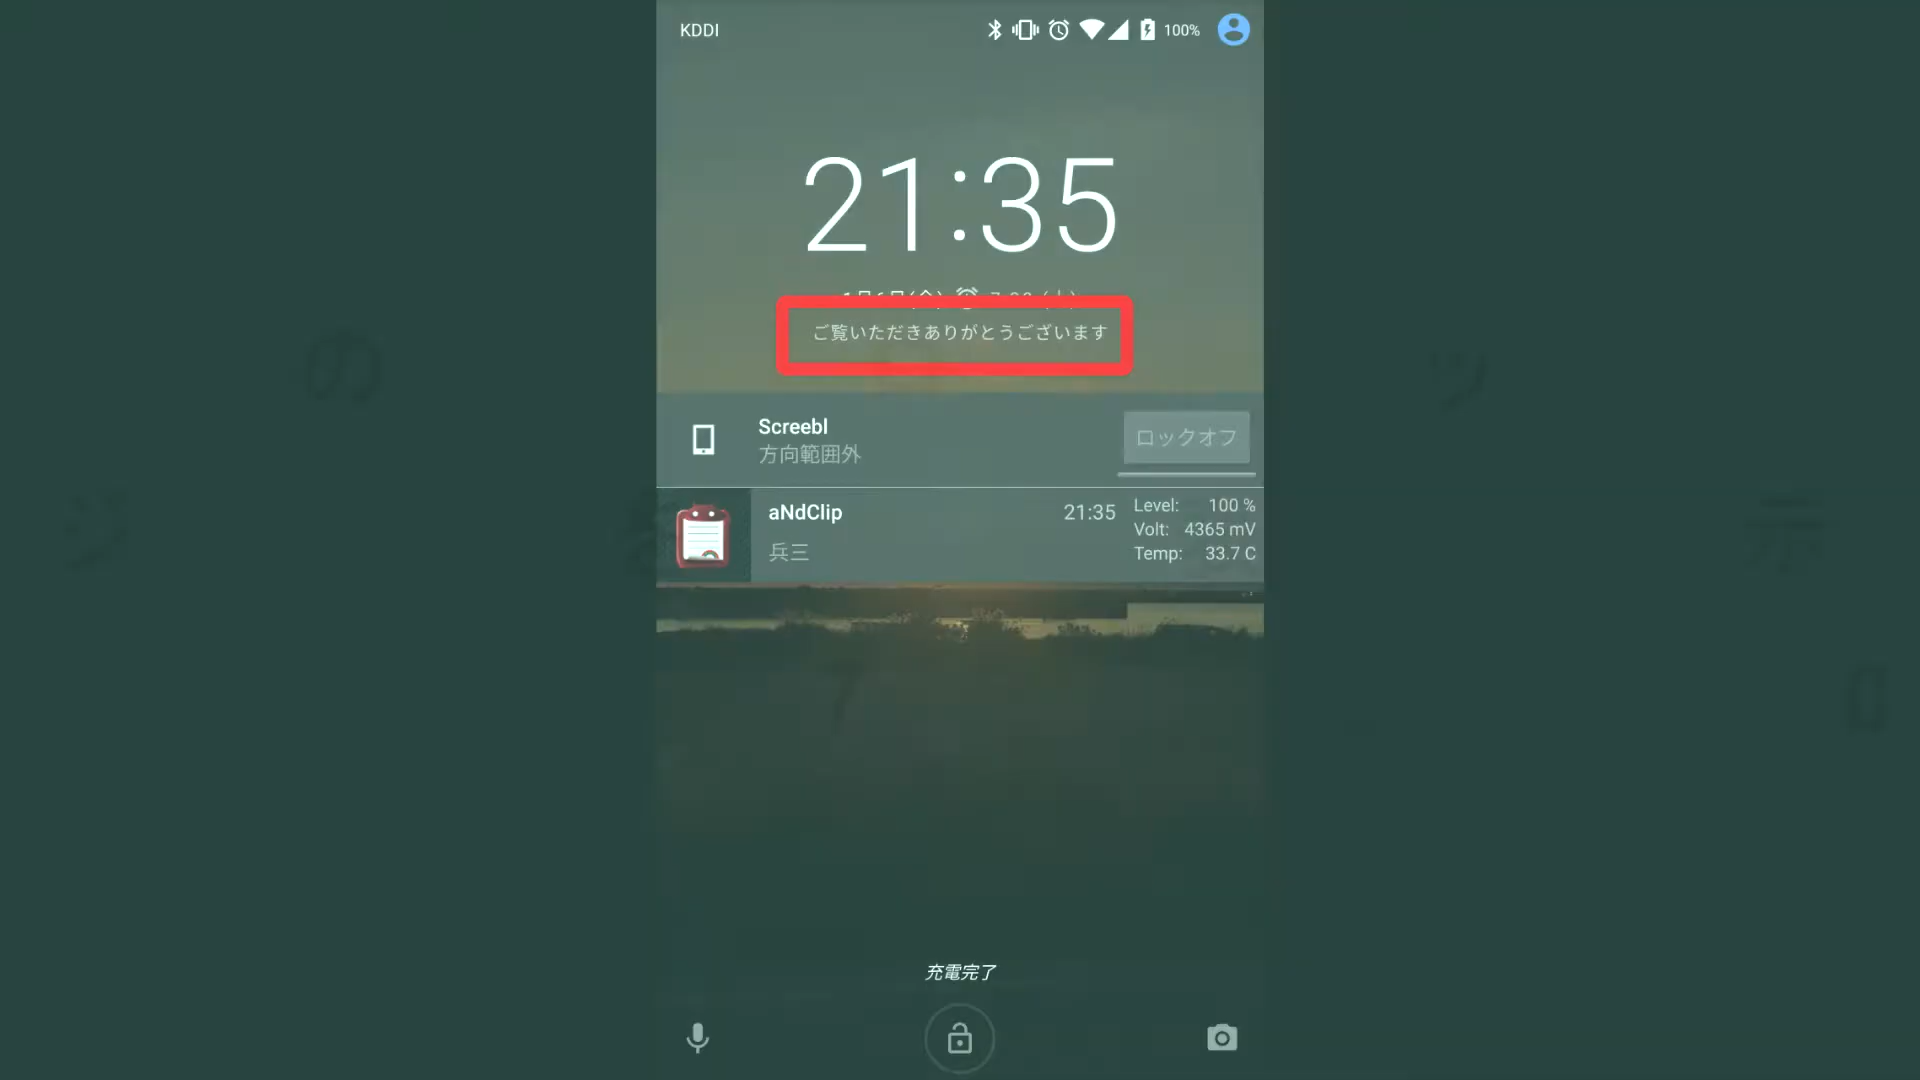 KDDI
100%
21:35
ご覧いただきありがとうございます
Screebl
方向範囲外
ロックオフ
aNdClip
21:35
兵三
Level: 100 %
Volt: 4365 mV
Temp: 33.7 C
充電完了